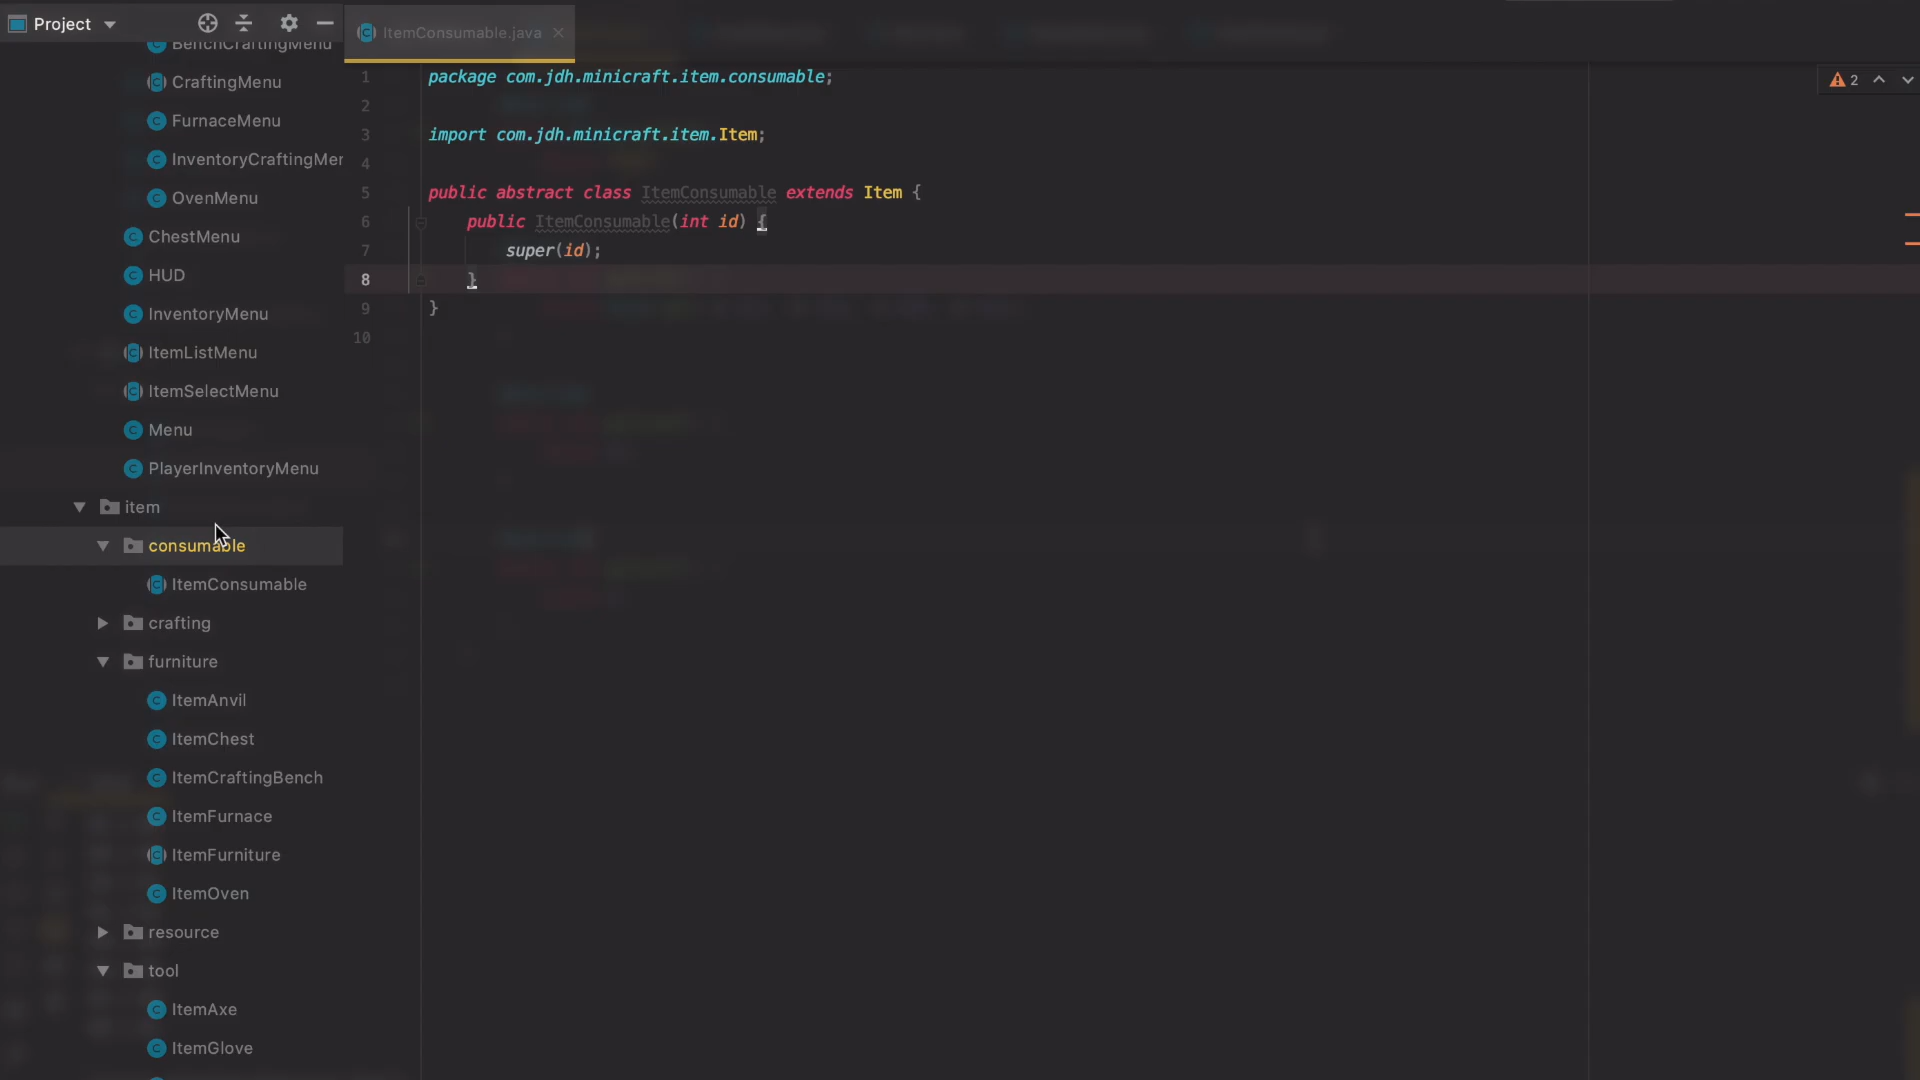 Project
BenchCraftingMenu
CraftingMenu
FurnaceMenu
InventoryCraftingMer
OvenMenu
ChestMenu
HUD
InventoryMenu
ItemListMenu
ItemSelectMenu
Menu
PlayerInventoryMenu
item
consumable
ItemConsumable
crafting
furniture
ItemAnvil
ItemChest
ItemCraftingBench
ItemFurnace
ItemFurniture
ItemOven
resource
tool
ItemAxe
ItemGlove
ItemConsumable.java
1 package com.jdh.minicraft.item.consumable;
2
3 import com.jdh.minicraft.item.Item;
4
5 public abstract class ItemConsumable extends Item {
6 public ItemConsumable(int id) {
7 super(id);
8 }
9 }
10
2